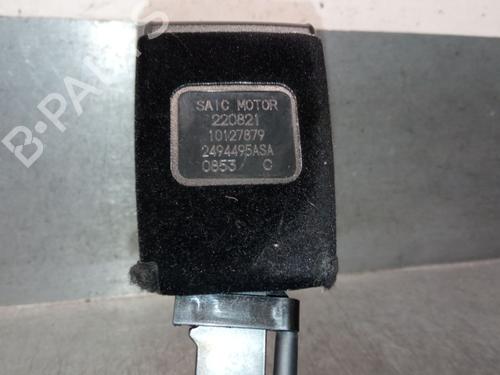 SAIC MOTOR
220821
10127879
2494495ASA
0853 C
B-PARTS